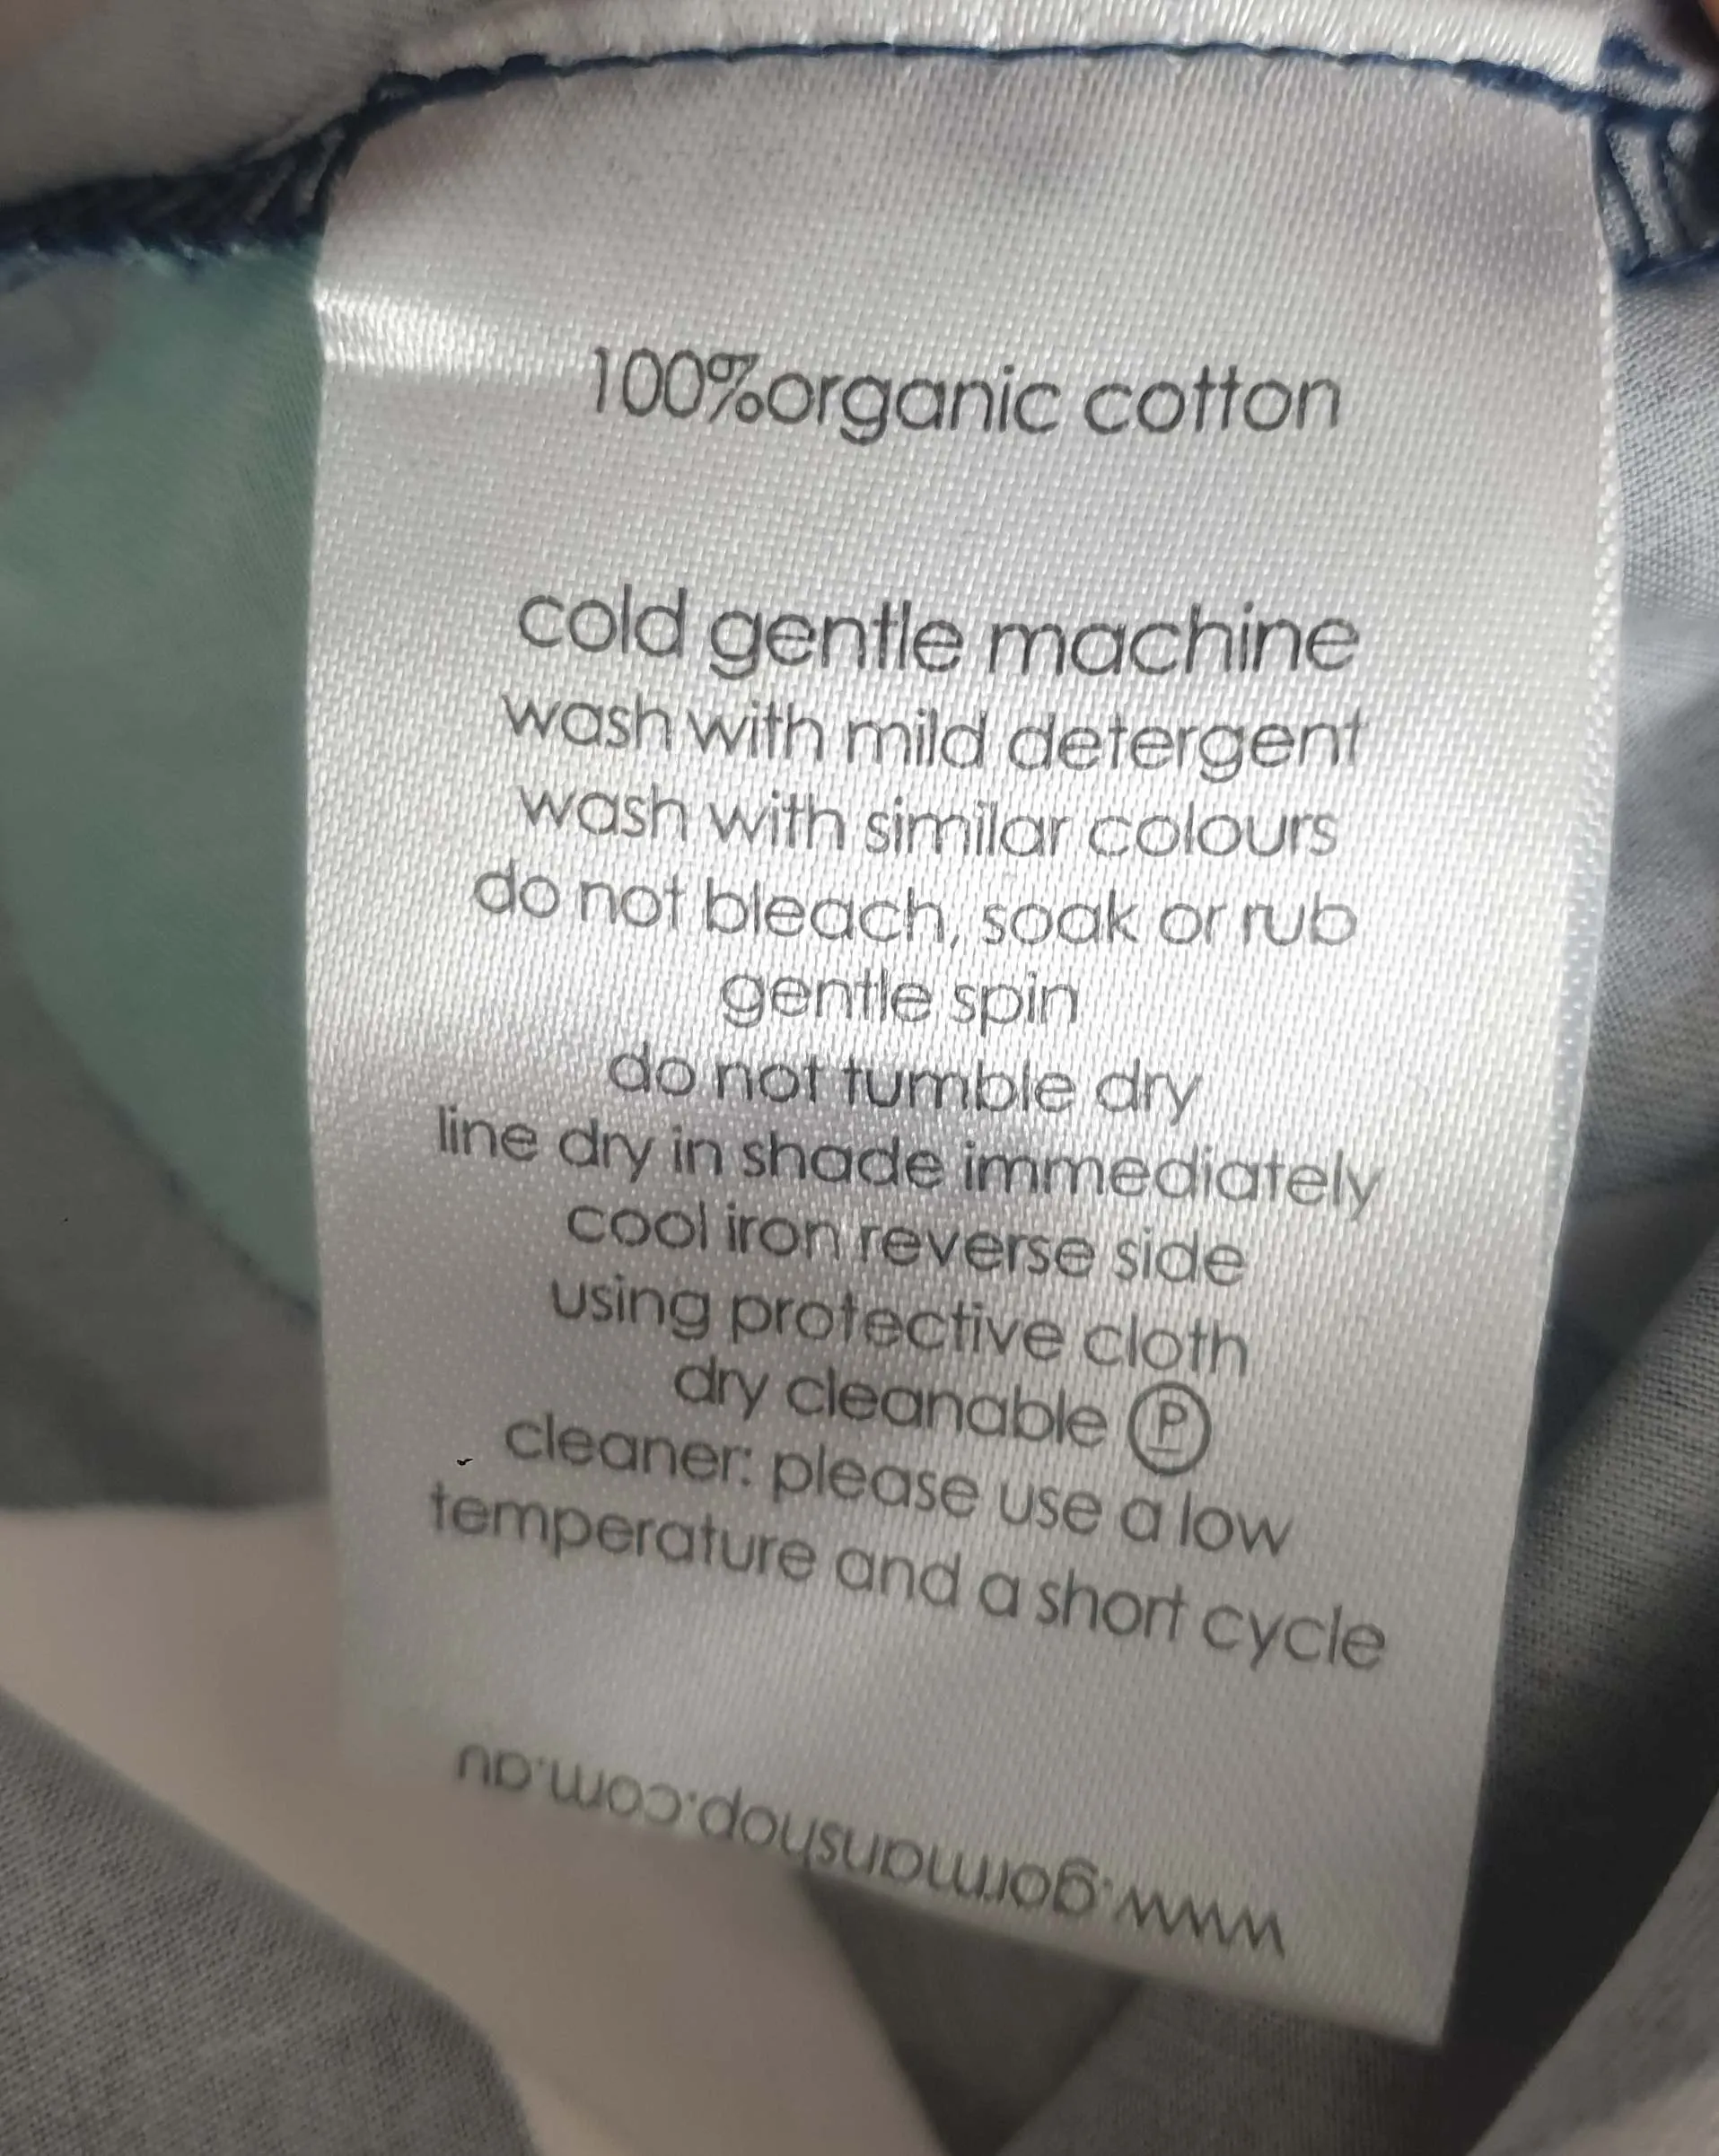 100%organic cotton
cold gentle machine
wash with mild detergent
wash with similar colours
do not bleach, soak or rub
gentle spin
do not tumble dry
line dry in shade immediately
cool iron reverse side
using protective cloth
dry cleanable Ⓟ
cleaner: please use a low
temperature and a short cycle
www.gormanshop.com.au